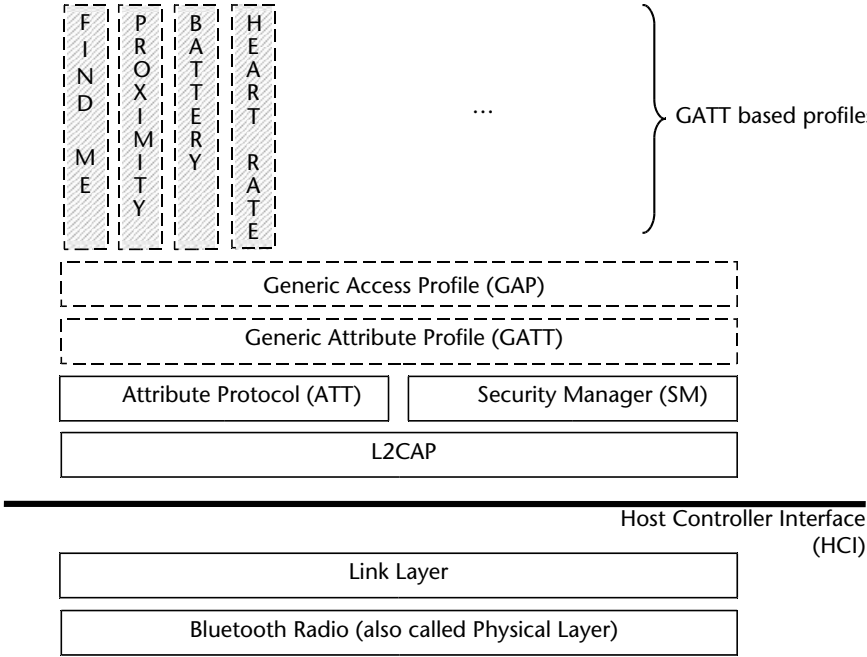 FIND ME
PROXIMITY
BATTERY
HEART RATE
...
GATT based profiles
Generic Access Profile (GAP)
Generic Attribute Profile (GATT)
Attribute Protocol (ATT)
Security Manager (SM)
L2CAP
Host Controller Interface
(HCI)
Link Layer
Bluetooth Radio (also called Physical Layer)